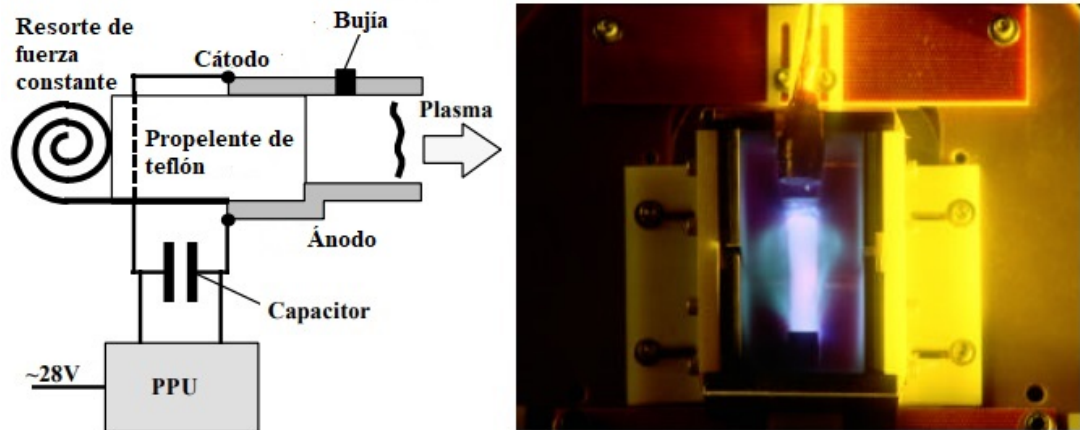 Resorte de
fuerza
constante
Cátodo
Bujía
Plasma
Propelente de
teflón
Ánodo
Capacitor
~28V
PPU